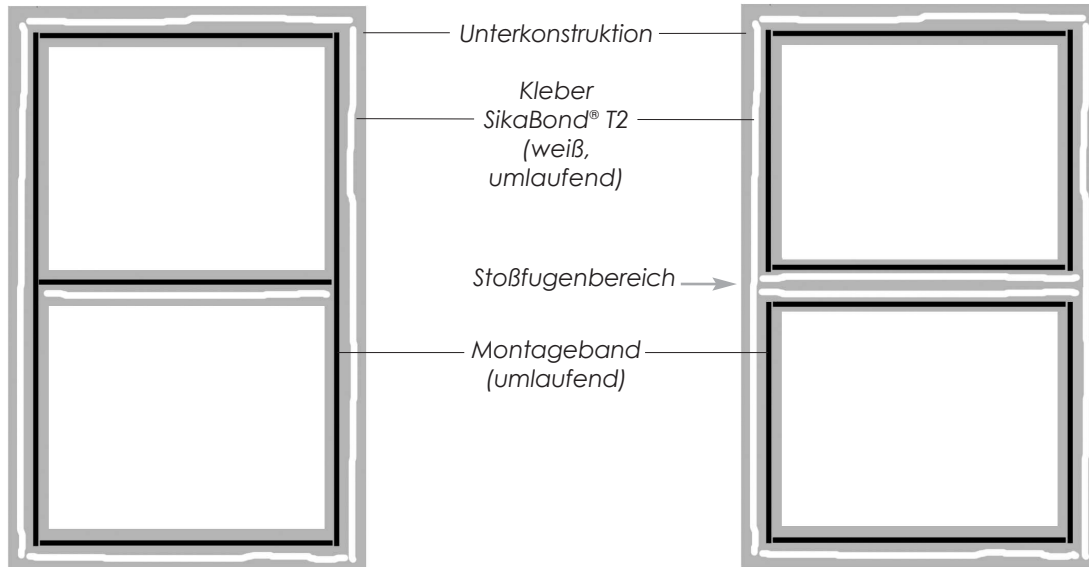 Unterkonstruktion
Kleber
SikaBond® T2
(weiß,
umlaufend)
Stoßfugenbereich
Montageband
(umlaufend)